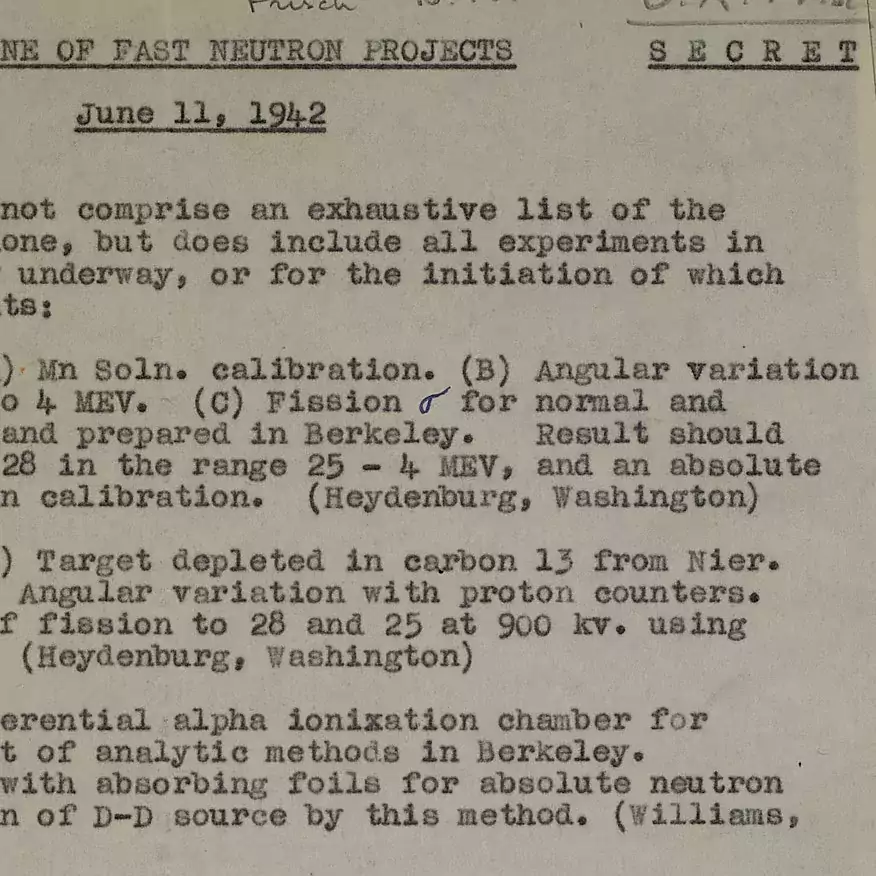 Frisch
NE OF FAST NEUTRON PROJECTS S E C R E T
June 11, 1942
not comprise an exhaustive list of the
one, but does include all experiments in
underway, or for the initiation of which
ts:
) Mn Soln. calibration. (B) Angular variation
o 4 MEV. (C) Fission σ for normal and
and prepared in Berkeley. Result should
28 in the range 25 - 4 MEV, and an absolute
n calibration. (Heydenburg, Washington)
) Target depleted in carbon 13 from Nier.
Angular variation with proton counters.
f fission to 28 and 25 at 900 kv. using
(Heydenburg, Washington)
erential alpha ionixation chamber for
t of analytic methods in Berkeley.
with absorbing foils for absolute neutron
n of D-D source by this method. (Williams,